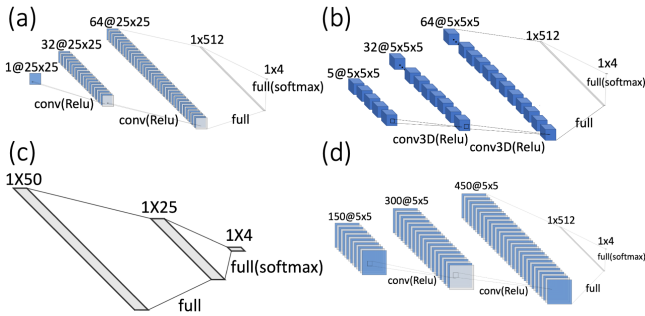 (a)
64@25x25
32@25x25
1@25x25
1x512
1x4
full(softmax)
conv(Relu)
conv(Relu)
full
(b)
64@5x5x5
32@5x5x5
5@5x5x5
1x512
1x4
full(softmax)
full
conv3D(Relu)
conv3D(Relu)
(c)
1X50
1X25
1X4
full(softmax)
full
(d)
450@5x5
300@5x5
150@5x5
1x512
1x4
full(softmax)
conv(Relu)
conv(Relu)
full